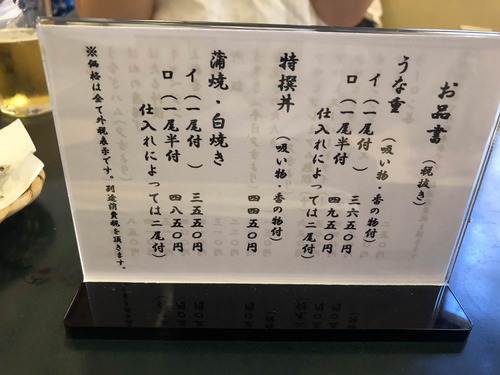 お品書 (税抜き)
うな重 (吸い物・香の物付)
イ (一尾付) 三六五〇円
ロ (一尾半付 四九五〇円
仕入れによっては二尾付)
特撰丼 (吸い物・香の物付)
四四五〇円
蒲焼・白焼き
イ (一尾付) 三五五〇円
ロ (一尾半付 四八五〇円
仕入れによっては二尾付)
※価格は全て外税表示です。別途消費税を頂きます。